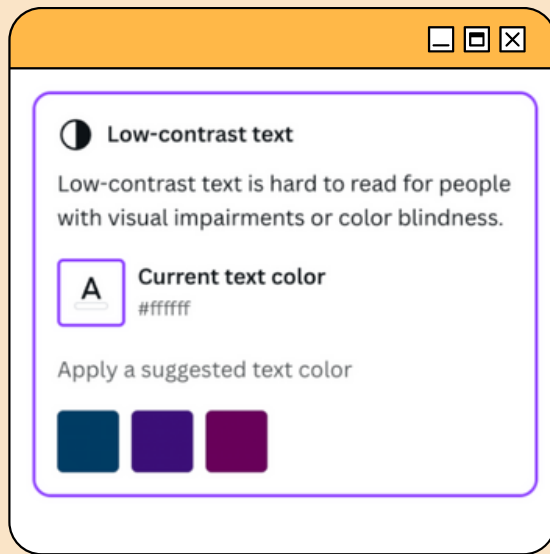 Low-contrast text
Low-contrast text is hard to read for people
with visual impairments or color blindness.
A
Current text color
#ffffff
Apply a suggested text color